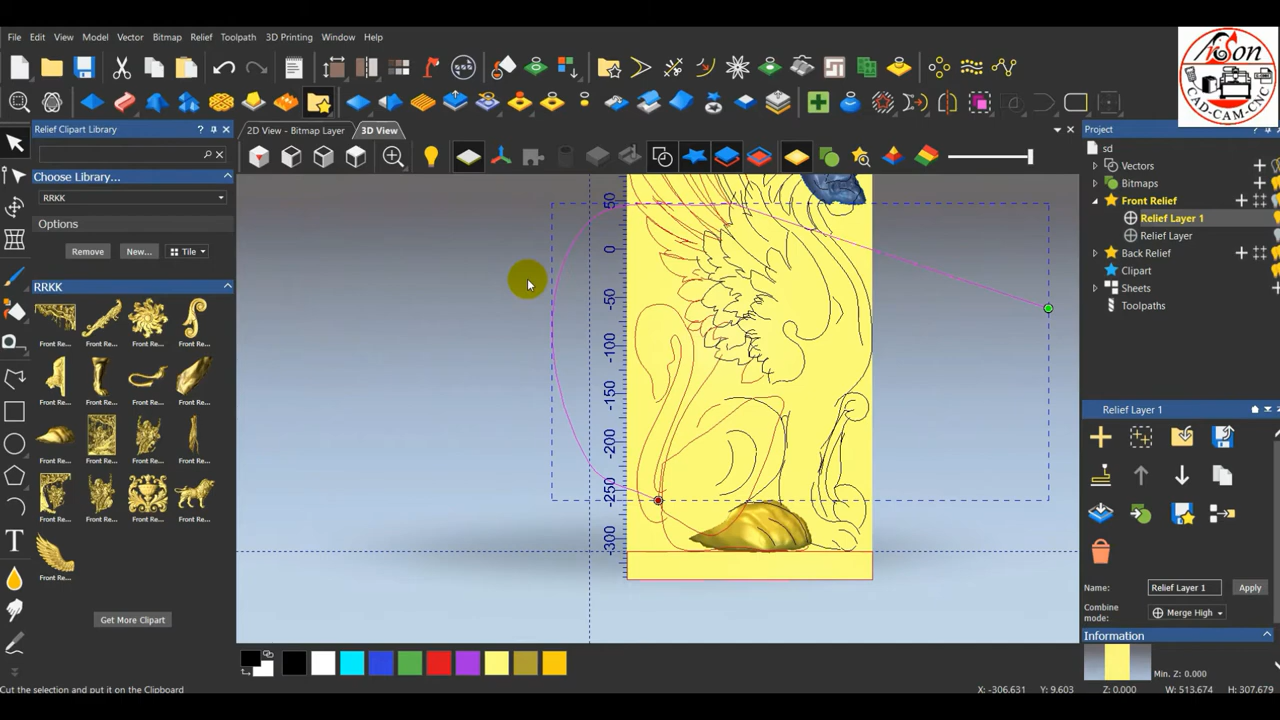 File Edit View Model Vector Bitmap Relief Toolpath 3D Printing Window Help
ArSon
CAD-CAM-CNC
Relief Clipart Library
2D View - Bitmap Layer
3D View
Project
sd
Choose Library...
Vectors
RRKK
Bitmaps
Options
Front Relief
Relief Layer 1
Remove
New...
Tile
Relief Layer
Back Relief
RRKK
Clipart
Sheets
Toolpaths
Front Re... Front Re... Front Re... Front Re...
Front Re... Front Re... Front Re... Front Re...
Front Re... Front Re... Front Re... Front Re...
Front Re... Front Re... Front Re... Front Re...
Front Re...
50
0
-50
-100
-150
-200
-250
-300
Relief Layer 1
Name: Relief Layer 1 Apply
Combine mode: Merge High
Get More Clipart
Information
Min. Z: 0.000
Cut the selection and put it on the Clipboard
X: -306.631 Y: 9.603 Z: 0.000 W: 513.674 H: 307.679